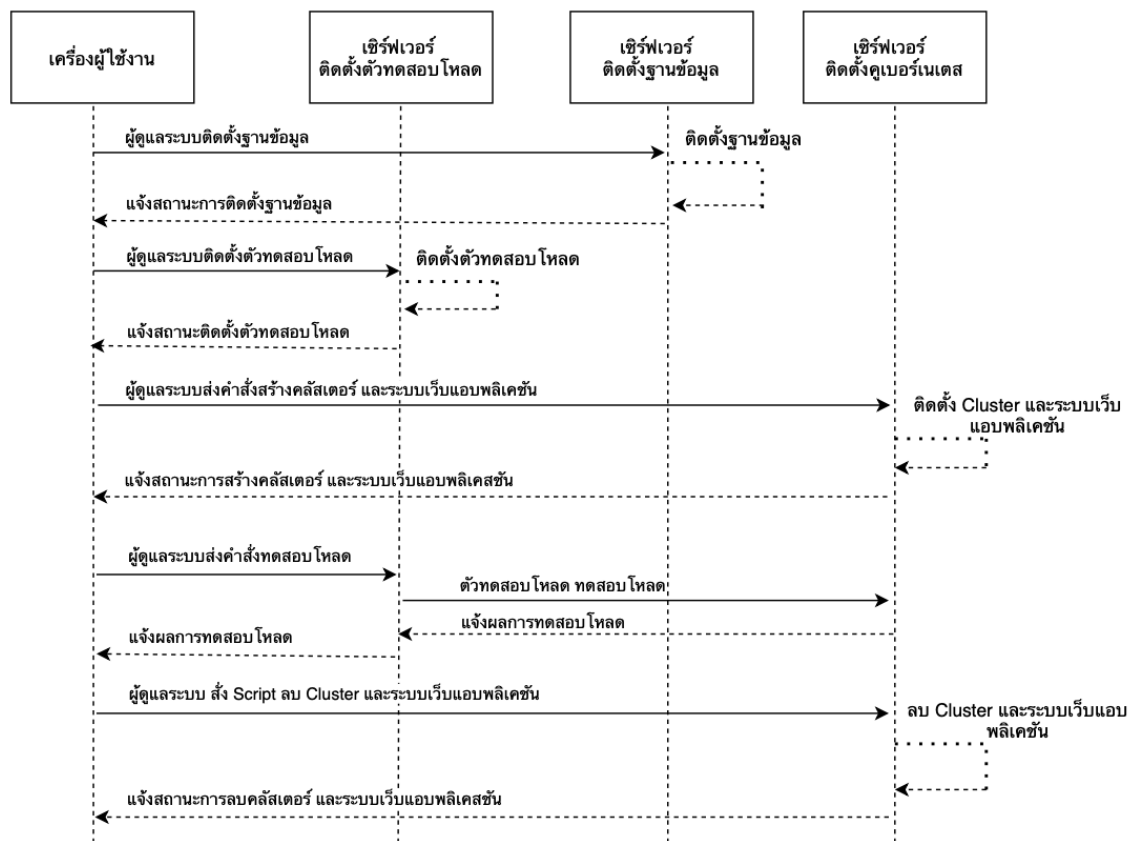 เครื่องผู้ใช้งาน
เซิร์ฟเวอร์
ติดตั้งตัวทดสอบโหลด
เซิร์ฟเวอร์
ติดตั้งฐานข้อมูล
เซิร์ฟเวอร์
ติดตั้งคูเบอร์เนเตส
ผู้ดูแลระบบติดตั้งฐานข้อมูล
ติดตั้งฐานข้อมูล
แจ้งสถานะการติดตั้งฐานข้อมูล
ผู้ดูแลระบบติดตั้งตัวทดสอบโหลด
ติดตั้งตัวทดสอบโหลด
แจ้งสถานะติดตั้งตัวทดสอบโหลด
ผู้ดูแลระบบส่งคำสั่งสร้างคลัสเตอร์ และระบบเว็บแอบพลิเคชัน
ติดตั้ง Cluster และระบบเว็บ
แอบพลิเคชัน
แจ้งสถานะการสร้างคลัสเตอร์ และระบบเว็บแอบพลิเคสชัน
ผู้ดูแลระบบส่งคำสั่งทดสอบโหลด
ตัวทดสอบโหลด ทดสอบโหลด
แจ้งผลการทดสอบโหลด
แจ้งผลการทดสอบโหลด
ผู้ดูแลระบบ สั่ง Script ลบ Cluster และระบบเว็บแอบพลิเคชัน
ลบ Cluster และระบบเว็บแอบ
พลิเคชัน
แจ้งสถานะการลบคลัสเตอร์ และระบบเว็บแอบพลิเคสชัน